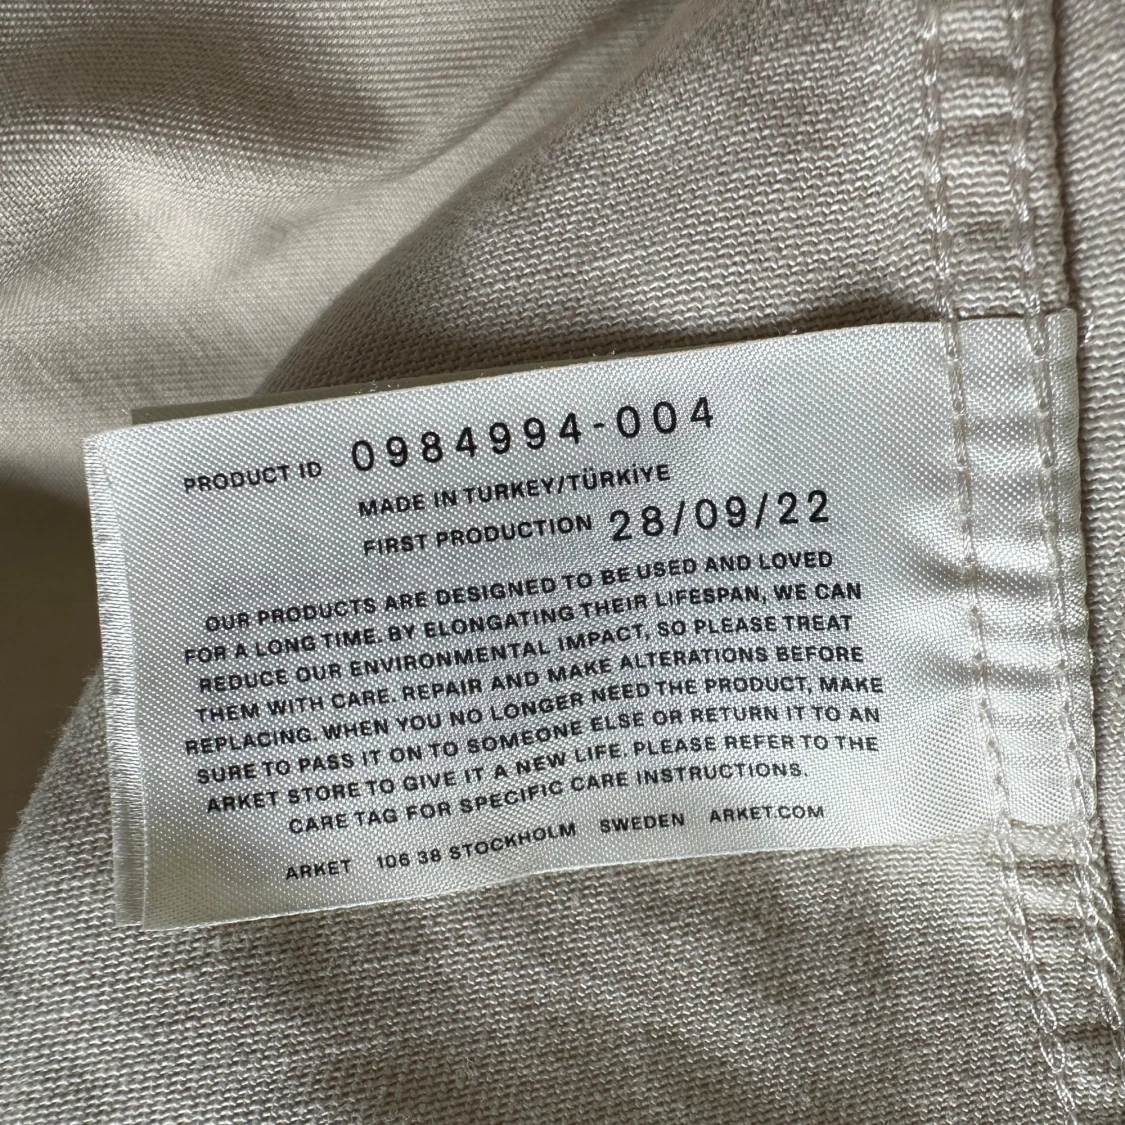 PRODUCT ID 0984994-004
MADE IN TURKEY/TÜRKİYE
FIRST PRODUCTION 28/09/22
OUR PRODUCTS ARE DESIGNED TO BE USED AND LOVED
FOR A LONG TIME. BY ELONGATING THEIR LIFESPAN, WE CAN
REDUCE OUR ENVIRONMENTAL IMPACT, SO PLEASE TREAT
THEM WITH CARE. REPAIR AND MAKE ALTERATIONS BEFORE
REPLACING. WHEN YOU NO LONGER NEED THE PRODUCT, MAKE
SURE TO PASS IT ON TO SOMEONE ELSE OR RETURN IT TO AN
ARKET STORE TO GIVE IT A NEW LIFE. PLEASE REFER TO THE
CARE TAG FOR SPECIFIC CARE INSTRUCTIONS.
ARKET 106 38 STOCKHOLM SWEDEN ARKET.COM